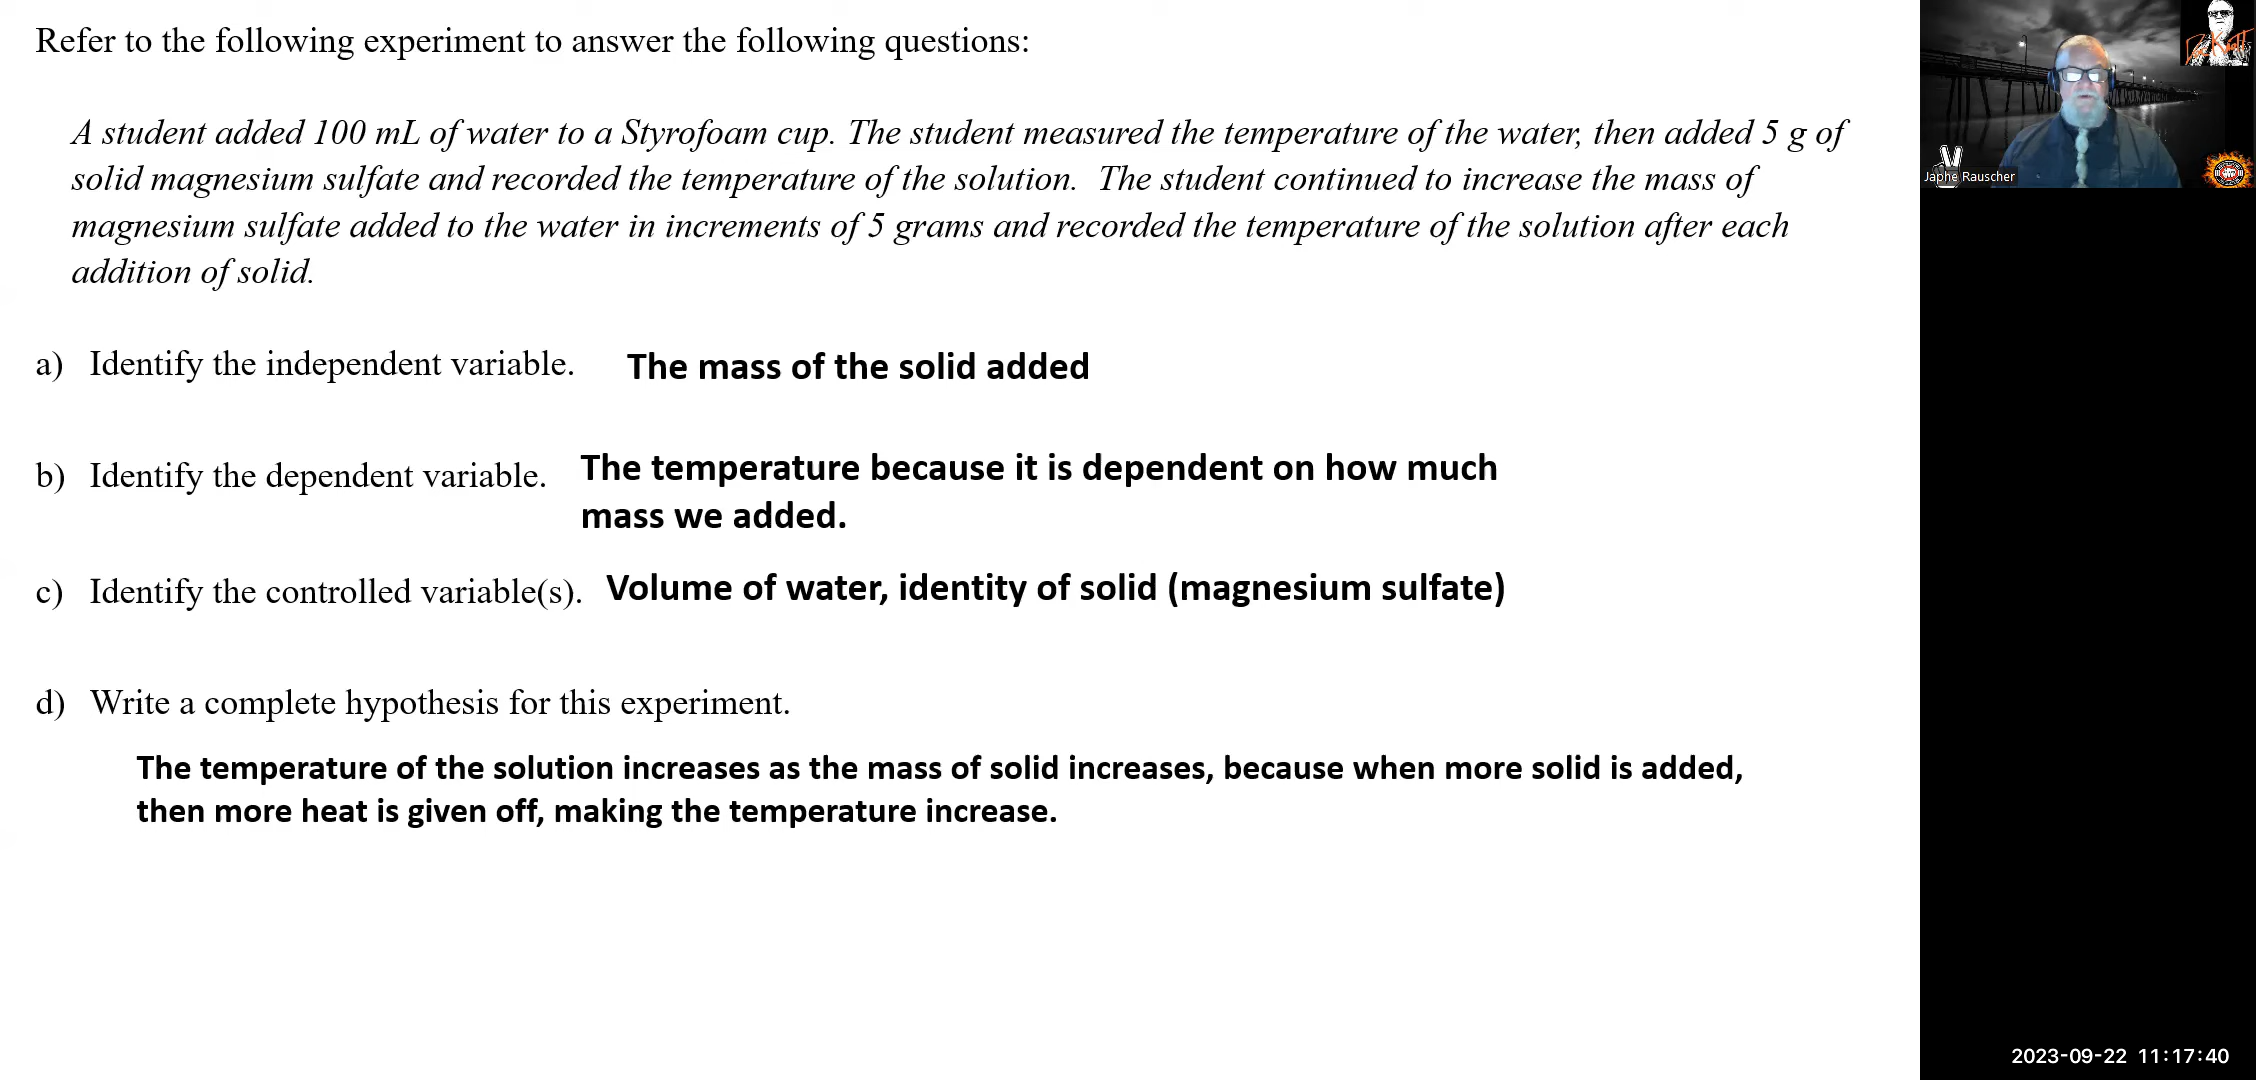 Refer to the following experiment to answer the following questions:
A student added 100 mL of water to a Styrofoam cup. The student measured the temperature of the water, then added 5 g of
solid magnesium sulfate and recorded the temperature of the solution.  The student continued to increase the mass of
magnesium sulfate added to the water in increments of 5 grams and recorded the temperature of the solution after each
addition of solid.
a) Identify the independent variable. The mass of the solid added
b) Identify the dependent variable. The temperature because it is dependent on how much
mass we added.
c) Identify the controlled variable(s). Volume of water, identity of solid (magnesium sulfate)
d) Write a complete hypothesis for this experiment.
The temperature of the solution increases as the mass of solid increases, because when more solid is added,
then more heat is given off, making the temperature increase.
Japhe Rauscher
2023-09-22 11:17:40